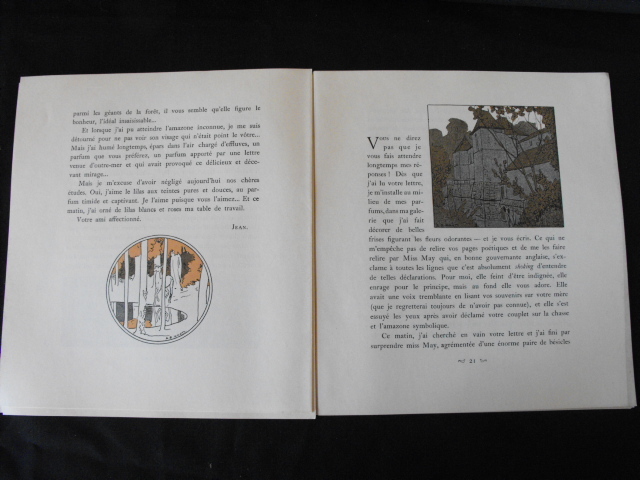 parmi les géants de la forêt, il vous semble qu'elle figure le
bonheur, l'idéal insaisissable...
Et lorsque j'ai pu atteindre l'amazone inconnue, je me suis
détourné pour ne pas voir son visage qui n'était point le vôtre...
Mais j'ai humé longtemps, épars dans l'air chargé d'effluves, un
parfum que vous préférez, un parfum apporté par une lettre
venue d'outre-mer et qui avait provoqué ce délicieux et déce-
vant mirage...
Mais je m'excuse d'avoir négligé aujourd'hui nos chères
études. Oui, j'aime le lilas aux teintes pures et douces, au par-
fum timide et captivant. Je l'aime puisque vous l'aimez... Et ce
matin, j'ai orné de lilas blancs et roses ma table de travail.
Votre ami affectionné.
JEAN.
Vous ne direz
pas que je
vous fais attendre
longtemps mes ré-
ponses ! Dès que
j'ai lu votre lettre,
je m'installe au mi-
lieu de mes par-
fums, dans ma gale-
rie que j'ai fait
décorer de belles
frises figurant les fleurs odorantes — et je vous écris. Ce qui ne
m'empêche pas de relire vos pages poétiques et de me les faire
relire par Miss May qui, en bonne gouvernante anglaise, s'ex-
clame à toutes les lignes que c'est absolument shoking d'entendre
de telles déclarations. Pour moi, elle feint d'être indignée, elle
enrage pour le principe, mais au fond elle vous adore. Elle
avait une voix tremblante en lisant vos souvenirs sur votre mère
(que je regretterai toujours de n'avoir pas connue), et elle s'est
essuyé les yeux après avoir déclamé votre couplet sur la chasse
et l'amazone symbolique.
Ce matin, j'ai cherché en vain votre lettre et j'ai fini par
surprendre miss May, agrémentée d'une énorme paire de bésicles
21